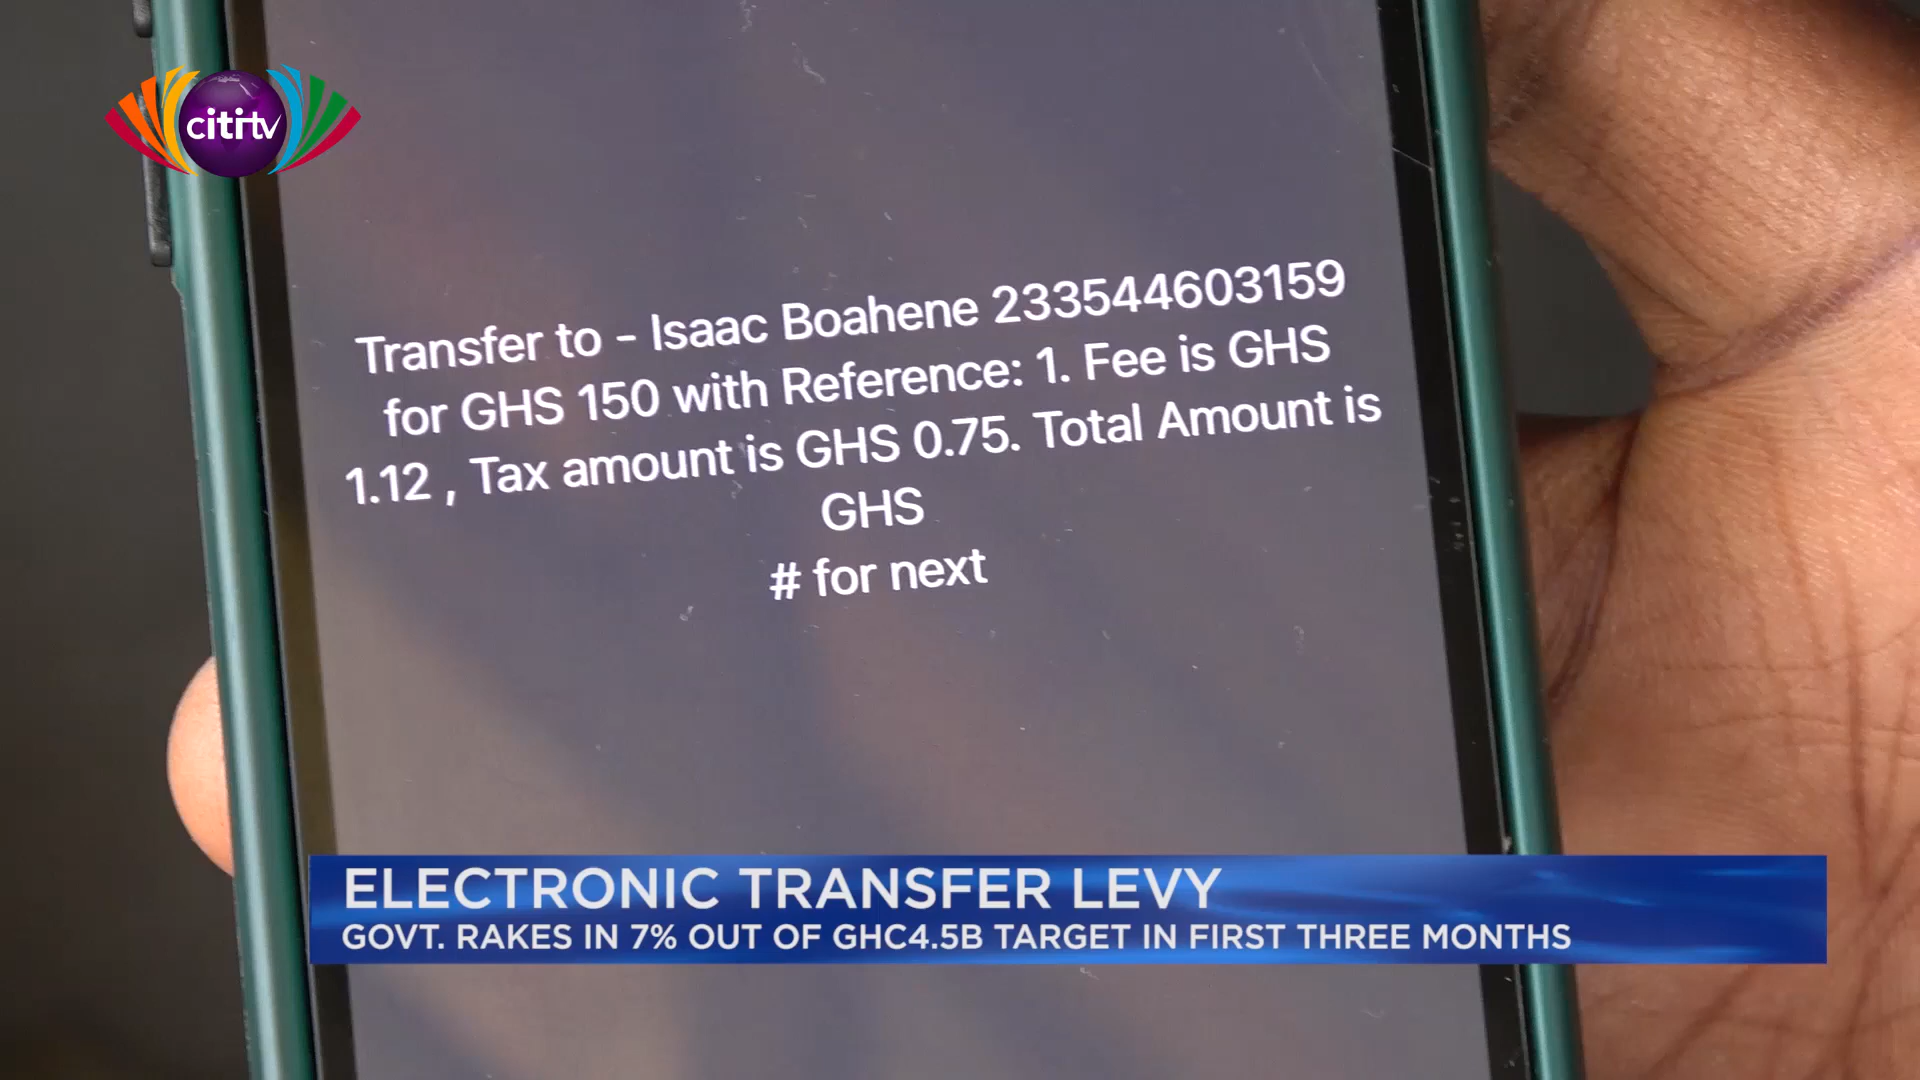 cititv
Transfer to - Isaac Boahene 233544603159
for GHS 150 with Reference: 1. Fee is GHS
1.12 , Tax amount is GHS 0.75. Total Amount is
GHS
# for next
ELECTRONIC TRANSFER LEVY
GOVT. RAKES IN 7% OUT OF GHC4.5B TARGET IN FIRST THREE MONTHS